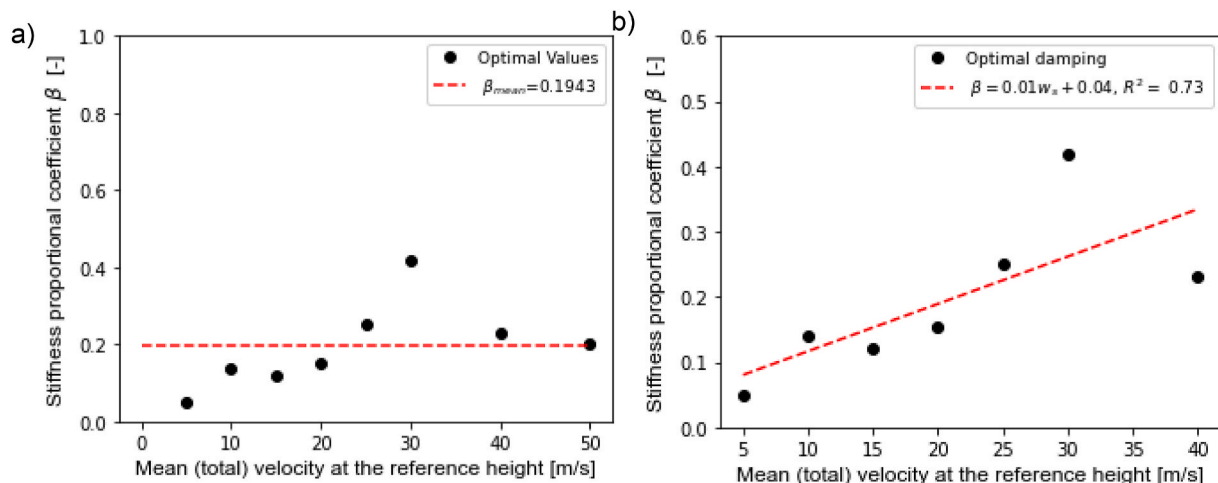 a)
1.0
0.8
0.6
0.4
0.2
0.0
Stiffness proportional coefficient β [-]
Optimal Values
βmean=0.1943
0 10 20 30 40 50
Mean (total) velocity at the reference height [m/s]
b)
0.6
0.5
0.4
0.3
0.2
0.1
0.0
Stiffness proportional coefficient β [-]
Optimal damping
β = 0.01wₓ + 0.04, R² = 0.73
5 10 15 20 25 30 35 40
Mean (total) velocity at the reference height [m/s]